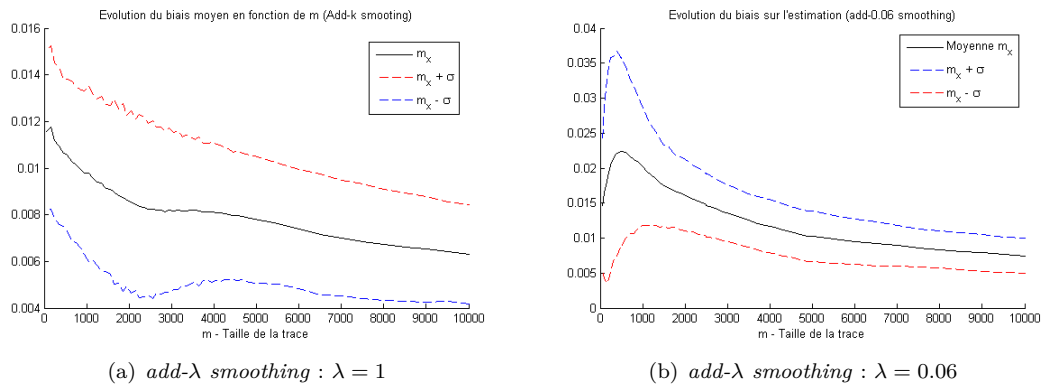 Evolution du biais moyen en fonction de m (Add-k smooting)
0.016
0.014
0.012
0.01
0.008
0.006
0.004
0 1000 2000 3000 4000 5000 6000 7000 8000 9000 10000
m - Taille de la trace
m_x
m_x + σ
m_x - σ
(a) add-λ smoothing : λ = 1
Evolution du biais sur l'estimation (add-0.06 smoothing)
0.04
0.035
0.03
0.025
0.02
0.015
0.01
0.005
0
0 1000 2000 3000 4000 5000 6000 7000 8000 9000 10000
m - Taille de la trace
Moyenne m_x
m_x + σ
m_x - σ
(b) add-λ smoothing : λ = 0.06